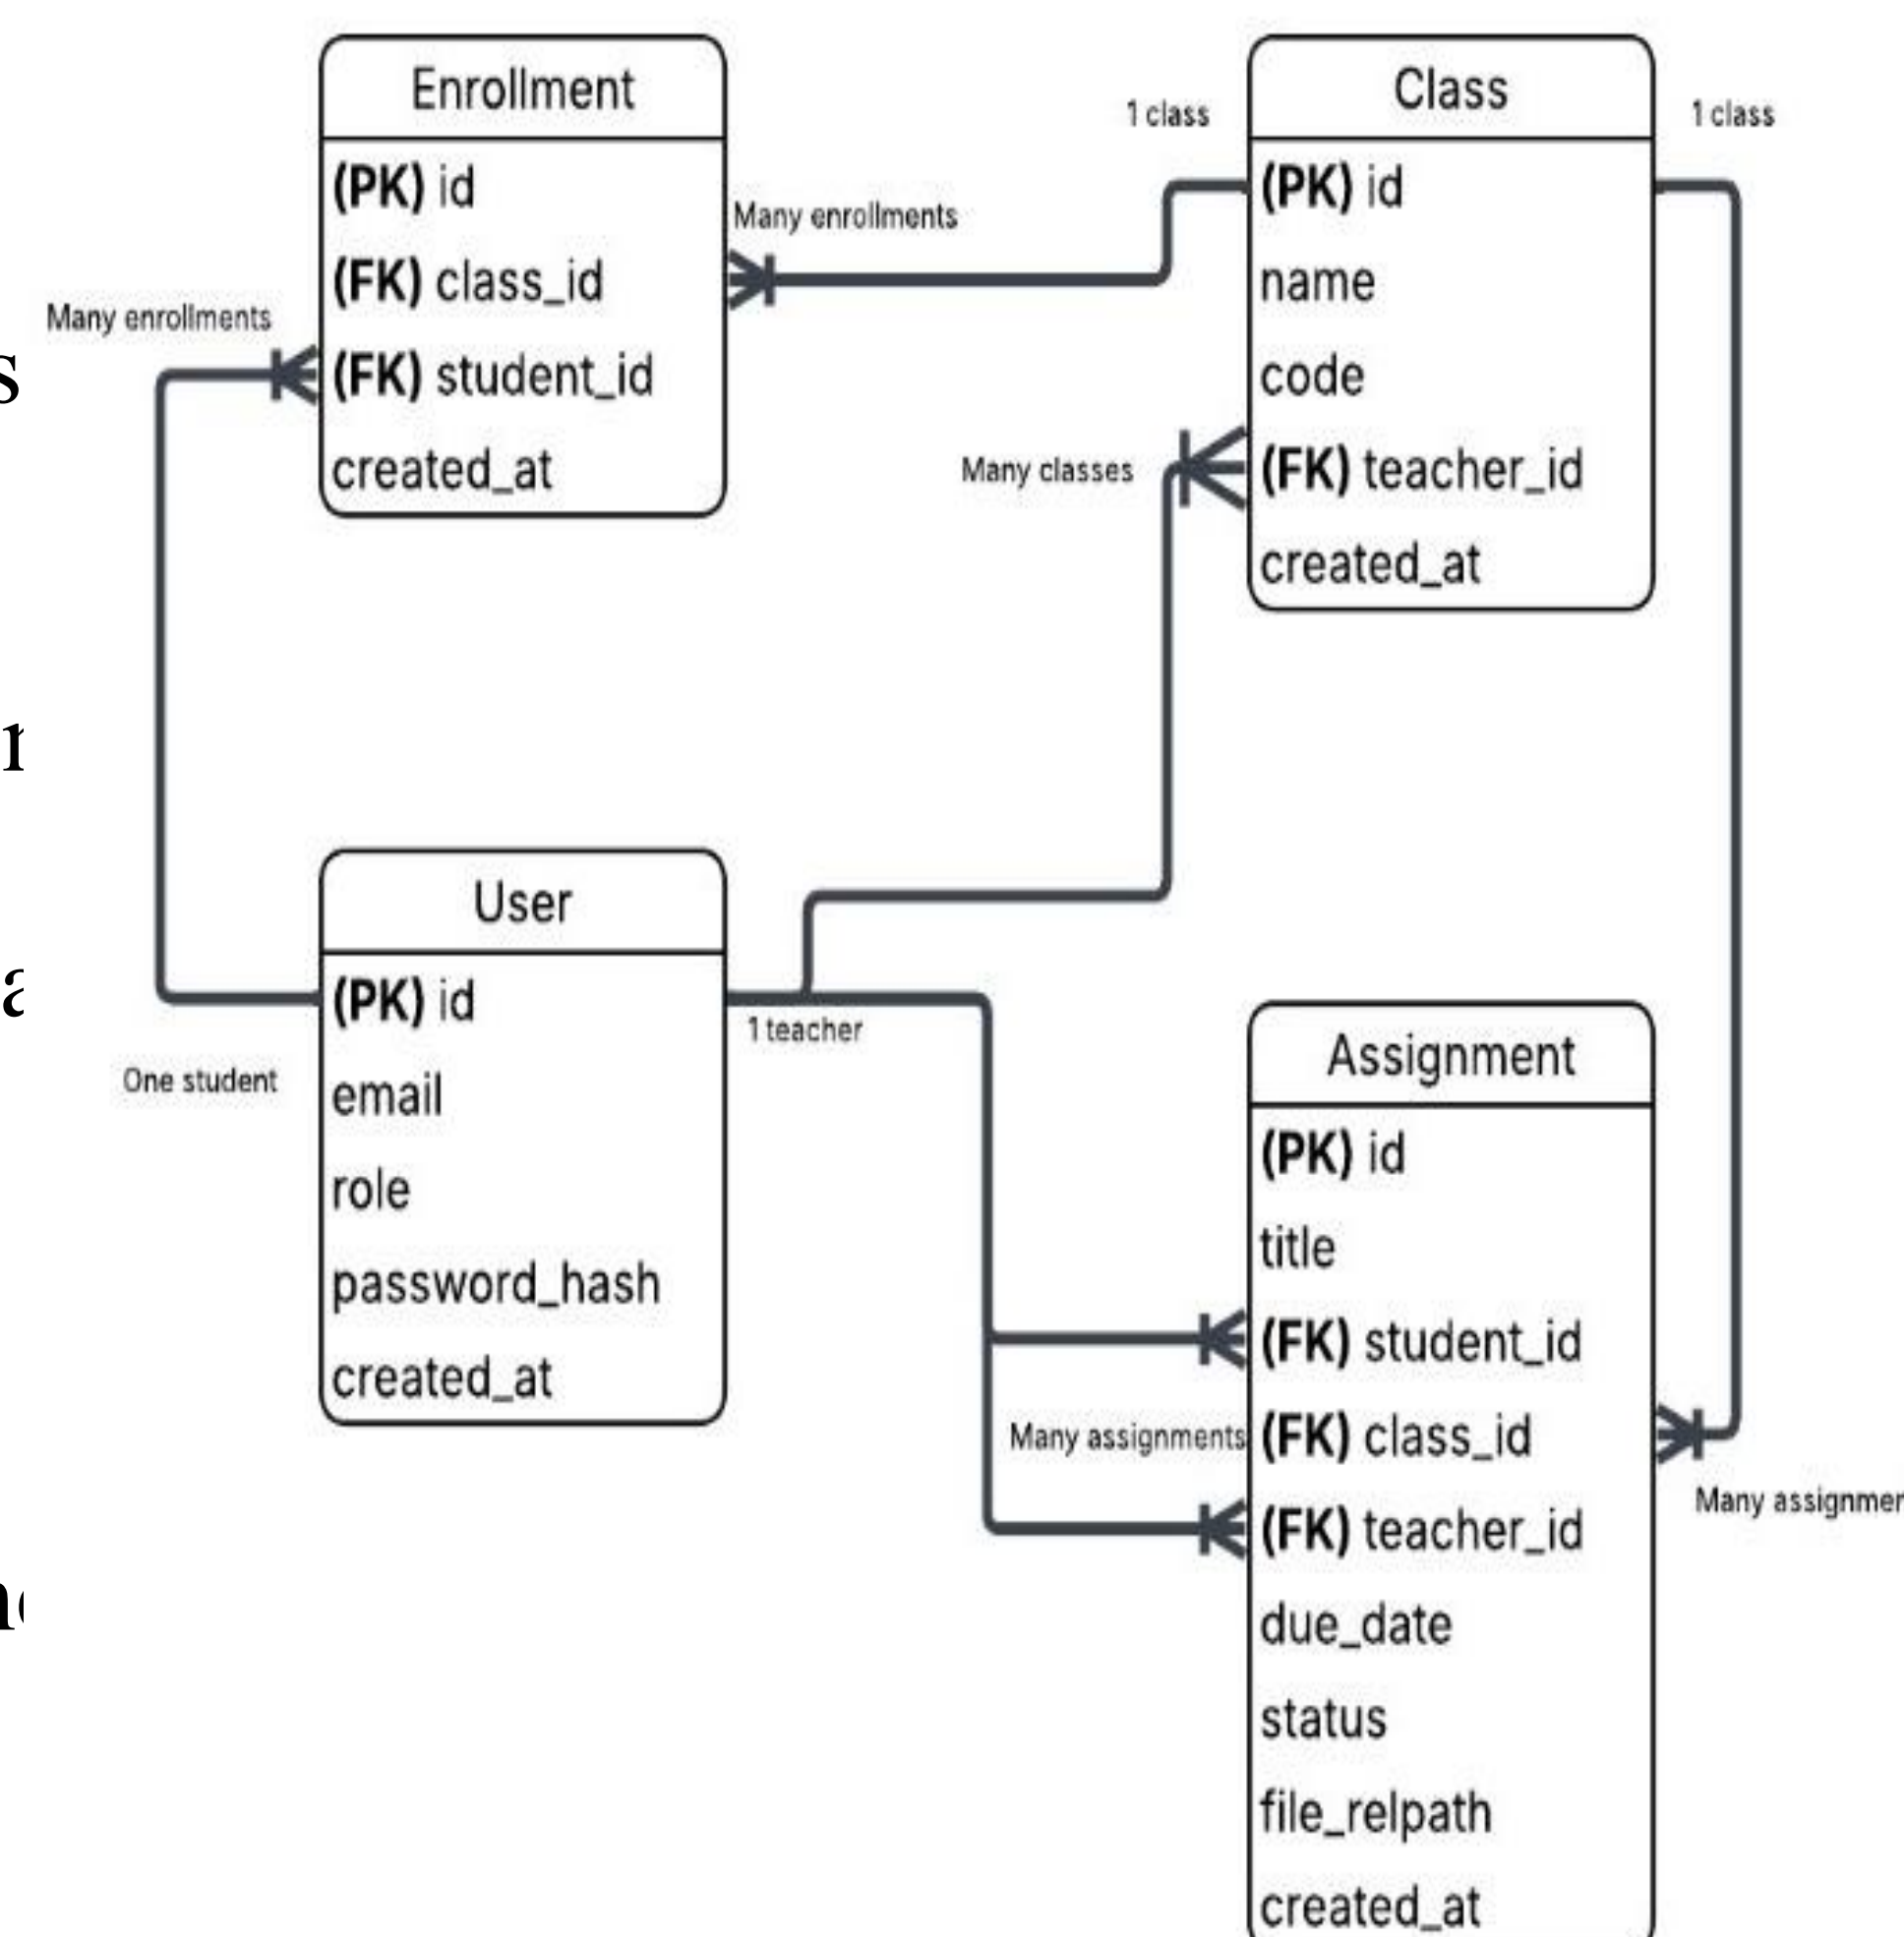 Enrollment
(PK) id
(FK) class_id
(FK) student_id
created_at
Many enrollments
Many enrollments
1 class
Class
1 class
(PK) id
name
code
(FK) teacher_id
created_at
Many classes
User
(PK) id
email
role
password_hash
created_at
One student
1 teacher
Assignment
(PK) id
title
(FK) student_id
(FK) class_id
(FK) teacher_id
due_date
status
file_relpath
created_at
Many assignments
Many